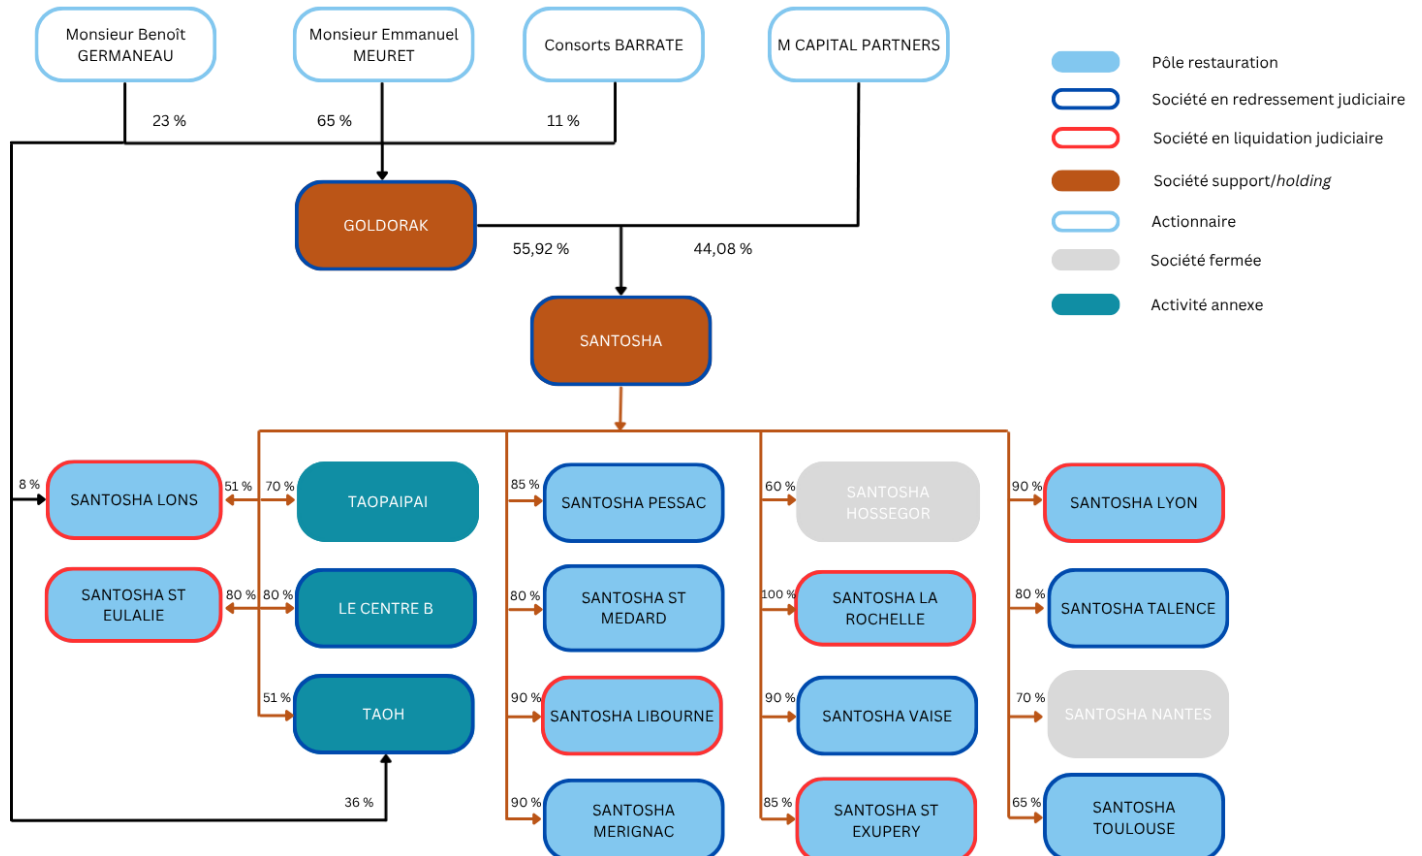 Monsieur Benoît
GERMANEAU
Monsieur Emmanuel
MEURET
Consorts BARRATE
M CAPITAL PARTNERS
23 %
65 %
11 %
GOLDORAK
55,92 %
44,08 %
SANTOSHA
Pôle restauration
Société en redressement judiciaire
Société en liquidation judiciaire
Société support/holding
Actionnaire
Société fermée
Activité annexe
8 %
SANTOSHA LONS
51 %
70 %
TAOPAIPAI
85 %
SANTOSHA PESSAC
60 %
SANTOSHA
HOSSEGOR
90 %
SANTOSHA LYON
SANTOSHA ST
EULALIE
80 %
80 %
LE CENTRE B
80 %
SANTOSHA ST
MEDARD
100 %
SANTOSHA LA
ROCHELLE
80 %
SANTOSHA TALENCE
51 %
TAOH
90 %
SANTOSHA LIBOURNE
90 %
SANTOSHA VAISE
70 %
SANTOSHA NANTES
36 %
90 %
SANTOSHA
MERIGNAC
85 %
SANTOSHA ST
EXUPERY
65 %
SANTOSHA
TOULOUSE